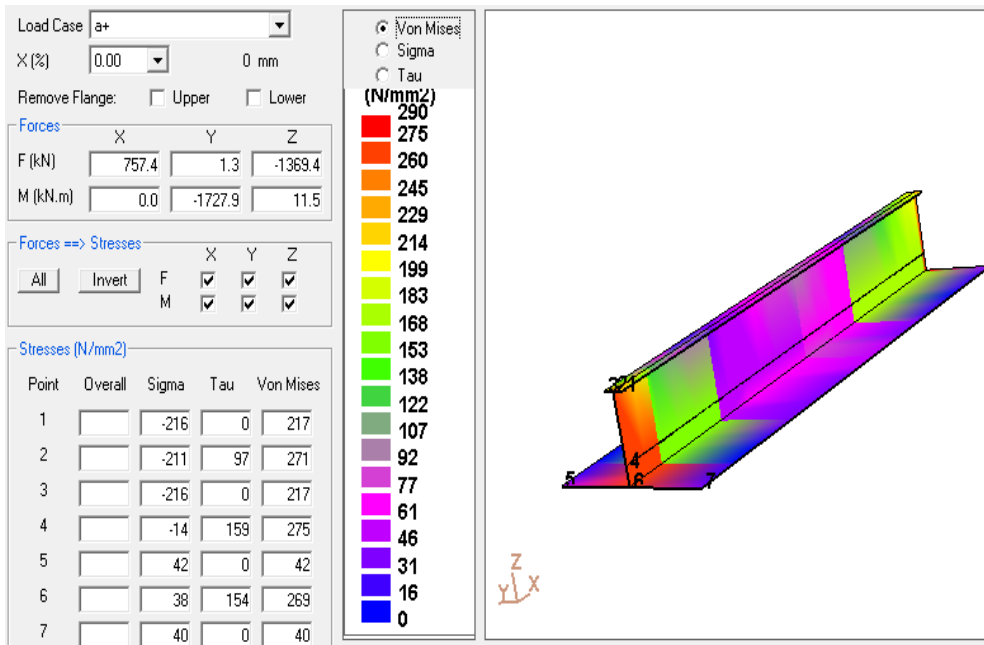 Load Case a+
X (%) 0.00 0 mm
Remove Flange: Upper Lower
Forces
X Y Z
F (kN) 757.4 1.3 -1369.4
M (kN.m) 0.0 -1727.9 11.5
Forces ==> Stresses
X Y Z
All Invert F
M
Stresses (N/mm2)
Point Overall Sigma Tau Von Mises
1 -216 0 217
2 -211 97 271
3 -216 0 217
4 -14 159 275
5 42 0 42
6 38 154 269
7 40 0 40
Von Mises
Sigma
Tau
(N/mm2)
290
275
260
245
229
214
199
183
168
153
138
122
107
92
77
61
46
31
16
0
321
4
5 6 7
Z
Y X